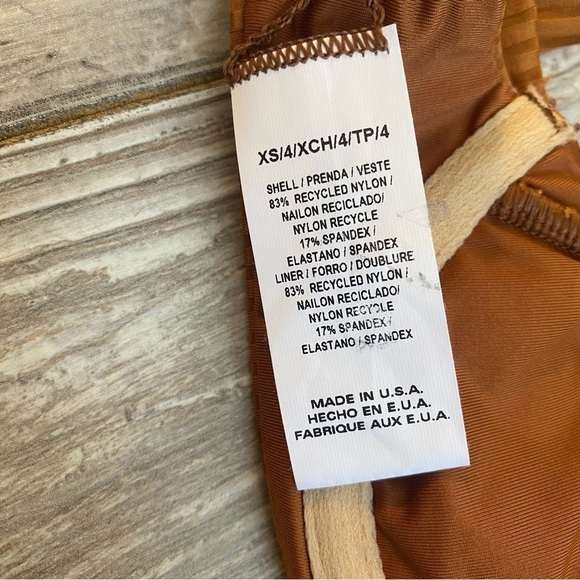 XS/4/XCH/4/TP/4
SHELL / PRENDA / VESTE
83% RECYCLED NYLON /
NAILON RECICLADO/
NYLON RECYCLE
17% SPANDEX /
ELASTANO / SPANDEX
LINER / FORRO / DOUBLURE
83% RECYCLED NYLON /
NAILON RECICLADO/
NYLON RECYCLE
17% SPANDEX /
ELASTANO / SPANDEX
MADE IN U.S.A.
HECHO EN E.U.A.
FABRIQUE AUX E.U.A.